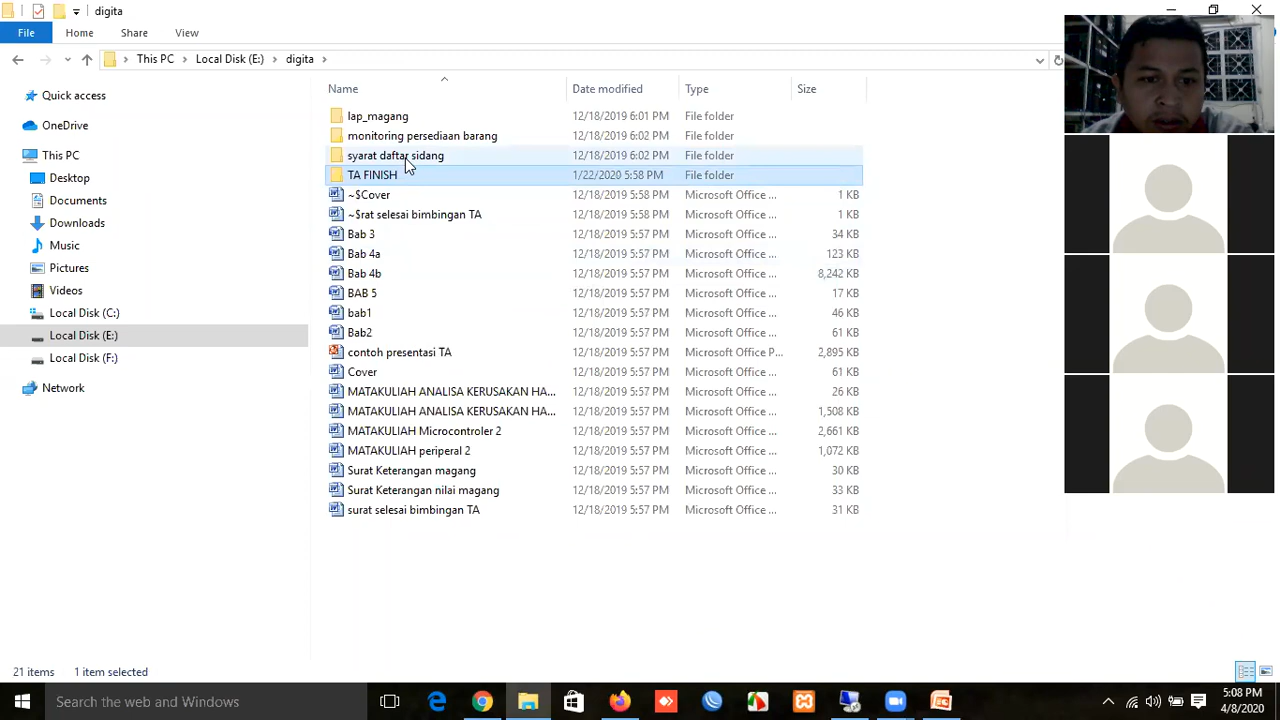 digita
File Home Share View
This PC Local Disk (E:) digita
Name Date modified Type Size
Quick access
OneDrive
This PC
Desktop
Documents
Downloads
Music
Pictures
Videos
Local Disk (C:)
Local Disk (E:)
Local Disk (F:)
Network
lap_magang 12/18/2019 6:01 PM File folder
monitoring persediaan barang 12/18/2019 6:02 PM File folder
syarat daftar sidang 12/18/2019 6:02 PM File folder
TA FINISH 1/22/2020 5:58 PM File folder
~$Cover 12/18/2019 5:58 PM Microsoft Office ... 1 KB
~$rat selesai bimbingan TA 12/18/2019 5:58 PM Microsoft Office ... 1 KB
Bab 3 12/18/2019 5:57 PM Microsoft Office ... 34 KB
Bab 4a 12/18/2019 5:57 PM Microsoft Office ... 123 KB
Bab 4b 12/18/2019 5:57 PM Microsoft Office ... 8,242 KB
BAB 5 12/18/2019 5:57 PM Microsoft Office ... 17 KB
bab1 12/18/2019 5:57 PM Microsoft Office ... 46 KB
Bab2 12/18/2019 5:57 PM Microsoft Office ... 61 KB
contoh presentasi TA 12/18/2019 5:57 PM Microsoft Office P... 2,895 KB
Cover 12/18/2019 5:57 PM Microsoft Office ... 61 KB
MATAKULIAH ANALISA KERUSAKAN HA... 12/18/2019 5:57 PM Microsoft Office ... 26 KB
MATAKULIAH ANALISA KERUSAKAN HA... 12/18/2019 5:57 PM Microsoft Office ... 1,508 KB
MATAKULIAH Microcontroler 2 12/18/2019 5:57 PM Microsoft Office ... 2,661 KB
MATAKULIAH periperal 2 12/18/2019 5:57 PM Microsoft Office ... 1,072 KB
Surat Keterangan magang 12/18/2019 5:57 PM Microsoft Office ... 30 KB
Surat Keterangan nilai magang 12/18/2019 5:57 PM Microsoft Office ... 33 KB
surat selesai bimbingan TA 12/18/2019 5:57 PM Microsoft Office ... 31 KB
21 items 1 item selected
Search the web and Windows
5:08 PM
4/8/2020